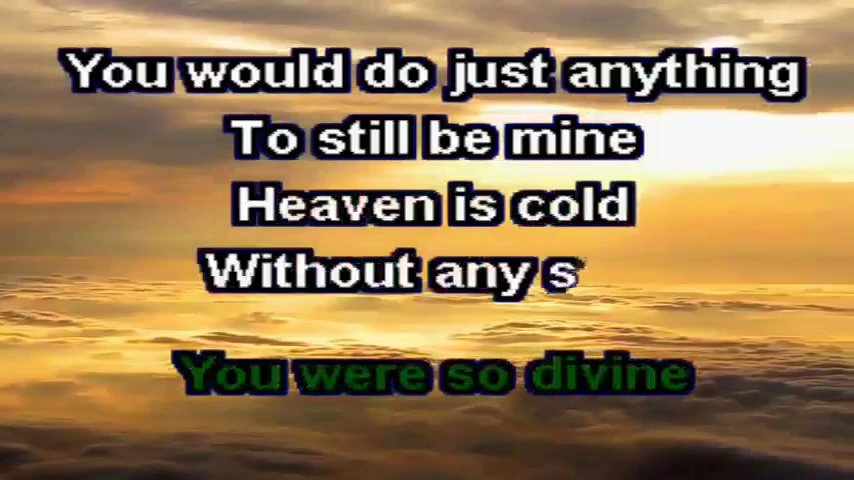 You would do just anything
To still be mine
Heaven is cold
Without any s
You were so divine